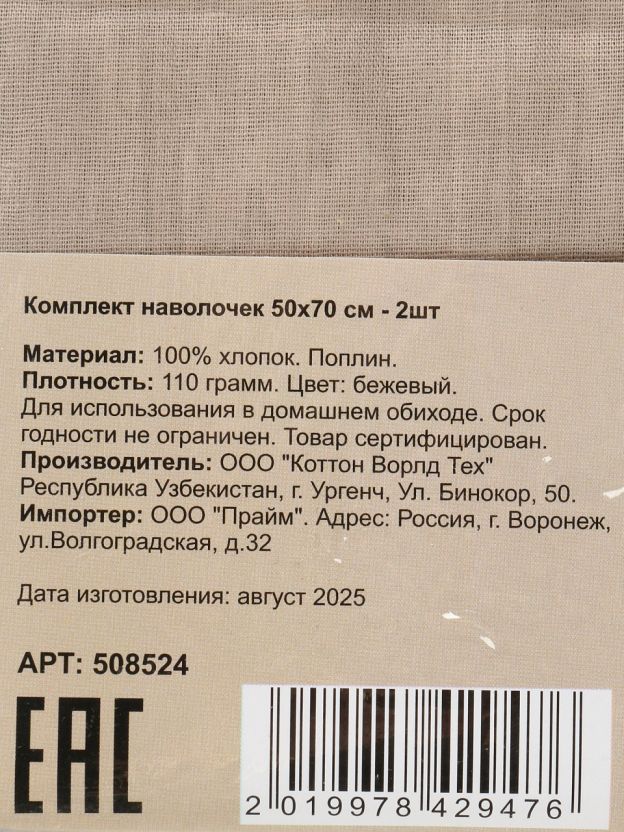 Комплект наволочек 50х70 см - 2шт
Материал: 100% хлопок. Поплин.
Плотность: 110 грамм. Цвет: бежевый.
Для использования в домашнем обиходе. Срок
годности не ограничен. Товар сертифицирован.
Производитель: ООО "Коттон Ворлд Тех"
Республика Узбекистан, г. Ургенч, Ул. Бинокор, 50.
Импортер: ООО "Прайм". Адрес: Россия, г. Воронеж,
ул.Волгоградская, д.32
Дата изготовления: август 2025
АРТ: 508524
ЕАС
2 019978 429476